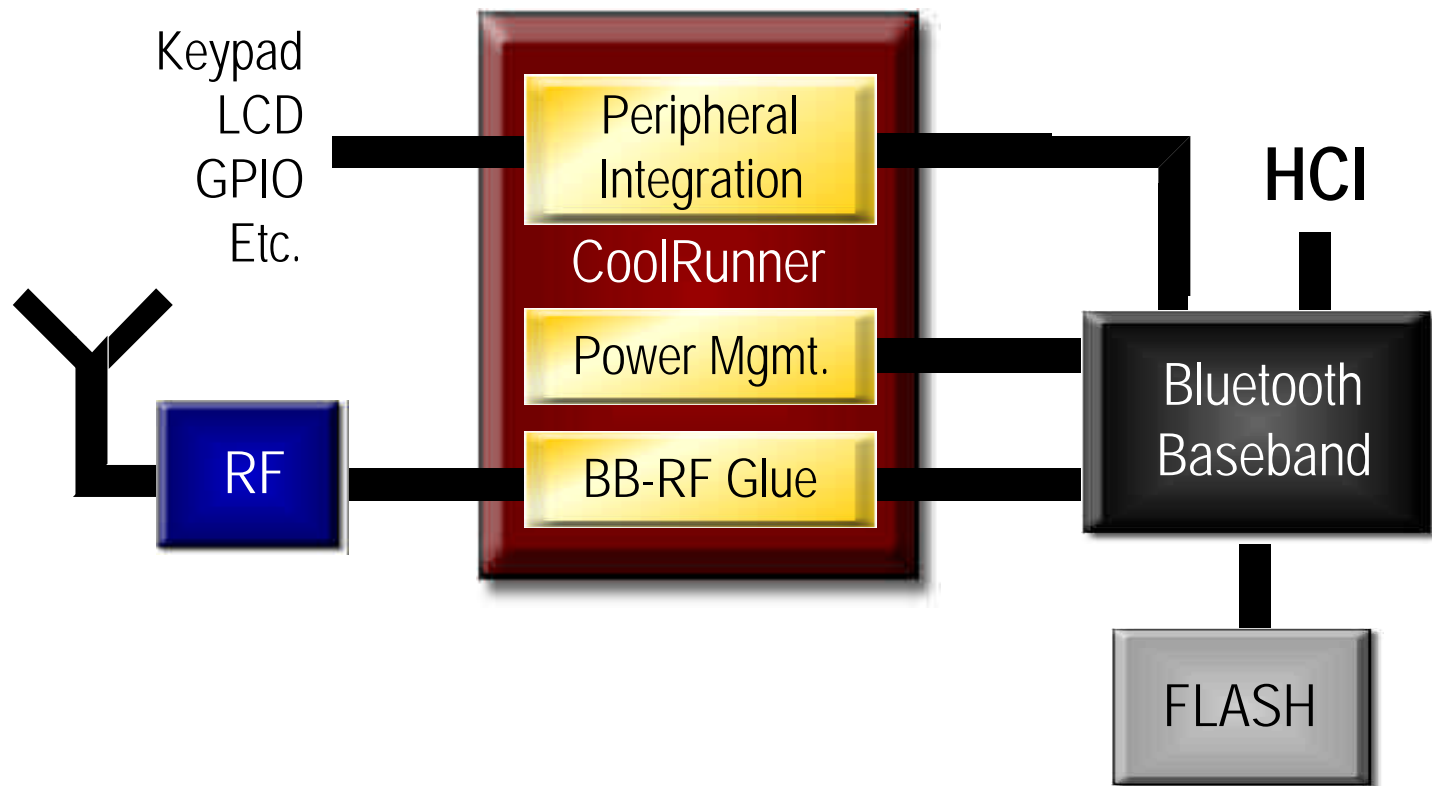 Keypad
LCD
GPIO
Etc.
Peripheral
Integration
CoolRunner
Power Mgmt.
BB-RF Glue
RF
HCI
Bluetooth
Baseband
FLASH